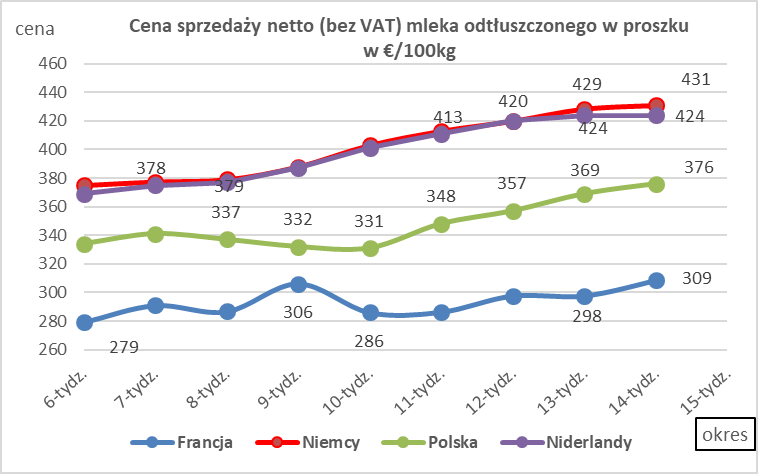 cena
Cena sprzedaży netto (bez VAT) mleka odtłuszczonego w proszku
w €/100kg
460
440
420
400
380
360
340
320
300
280
260
378
379
413
420
429
431
424
424
337
332
331
348
357
369
376
279
306
286
298
309
6-tydz.
7-tydz.
8-tydz.
9-tydz.
10-tydz.
11-tydz.
12-tydz.
13-tydz.
14-tydz.
15-tydz.
okres
Francja Niemcy Polska Niderlandy